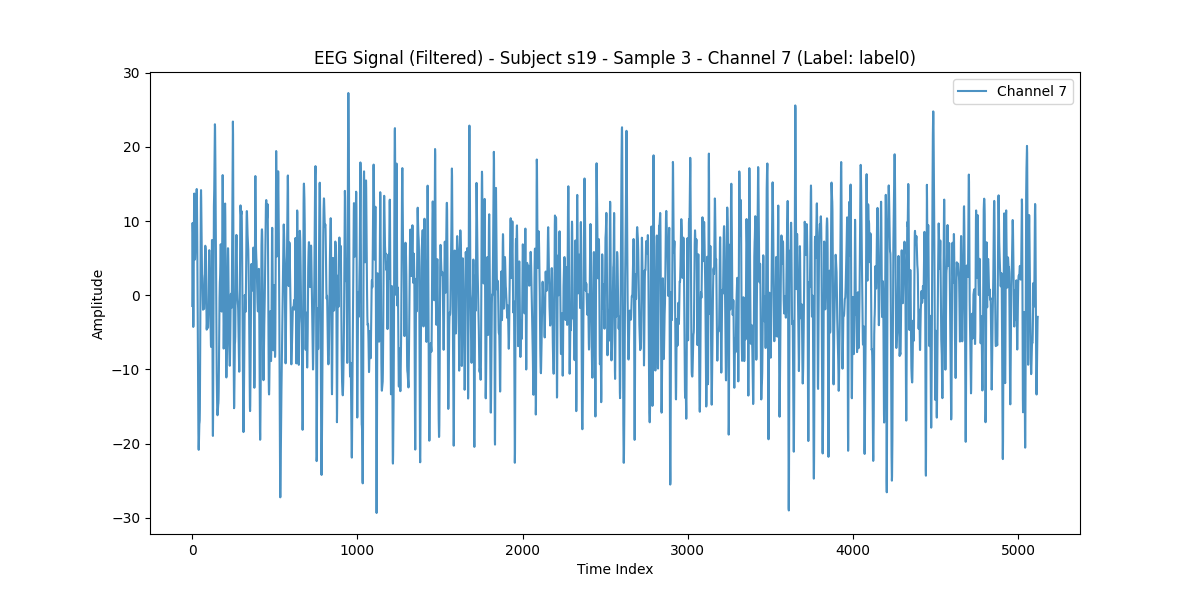 EEG Signal (Filtered) - Subject s19 - Sample 3 - Channel 7 (Label: label0)
Channel 7
30
20
10
0
−10
−20
−30
Amplitude
0 1000 2000 3000 4000 5000
Time Index